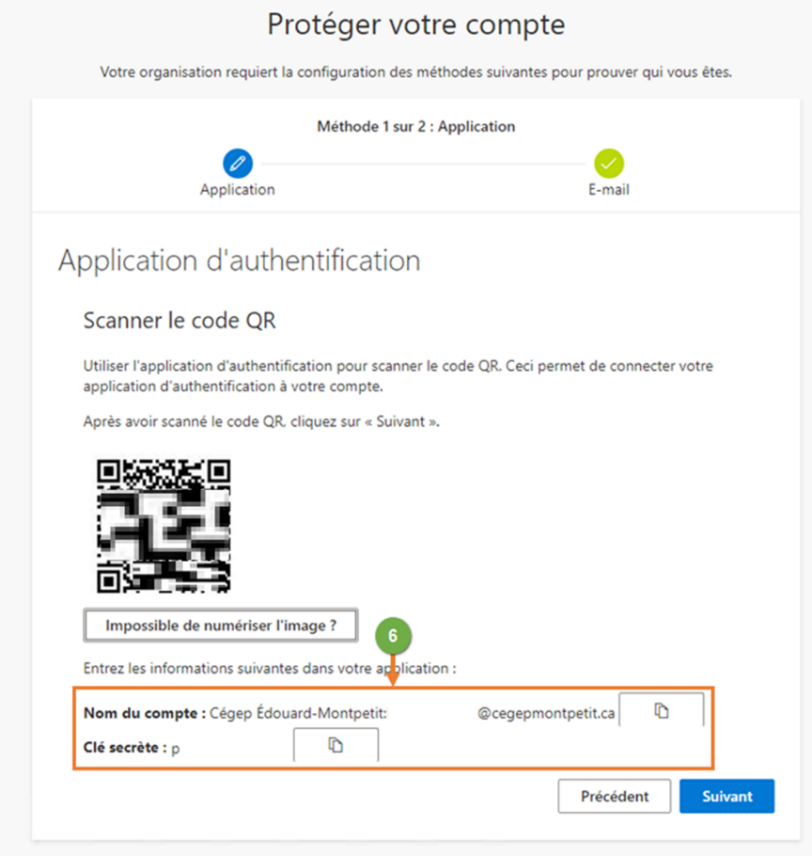 Protéger votre compte
Votre organisation requiert la configuration des méthodes suivantes pour prouver qui vous êtes.
Méthode 1 sur 2 : Application
Application
E-mail
Application d'authentification
Scanner le code QR
Utiliser l'application d'authentification pour scanner le code QR. Ceci permet de connecter votre
application d'authentification à votre compte.
Après avoir scanné le code QR, cliquez sur « Suivant ».
Impossible de numériser l'image ?
6
Entrez les informations suivantes dans votre application :
Nom du compte : Cégep Édouard-Montpetit: @cegepmontpetit.ca
Clé secrète : p
Précédent
Suivant